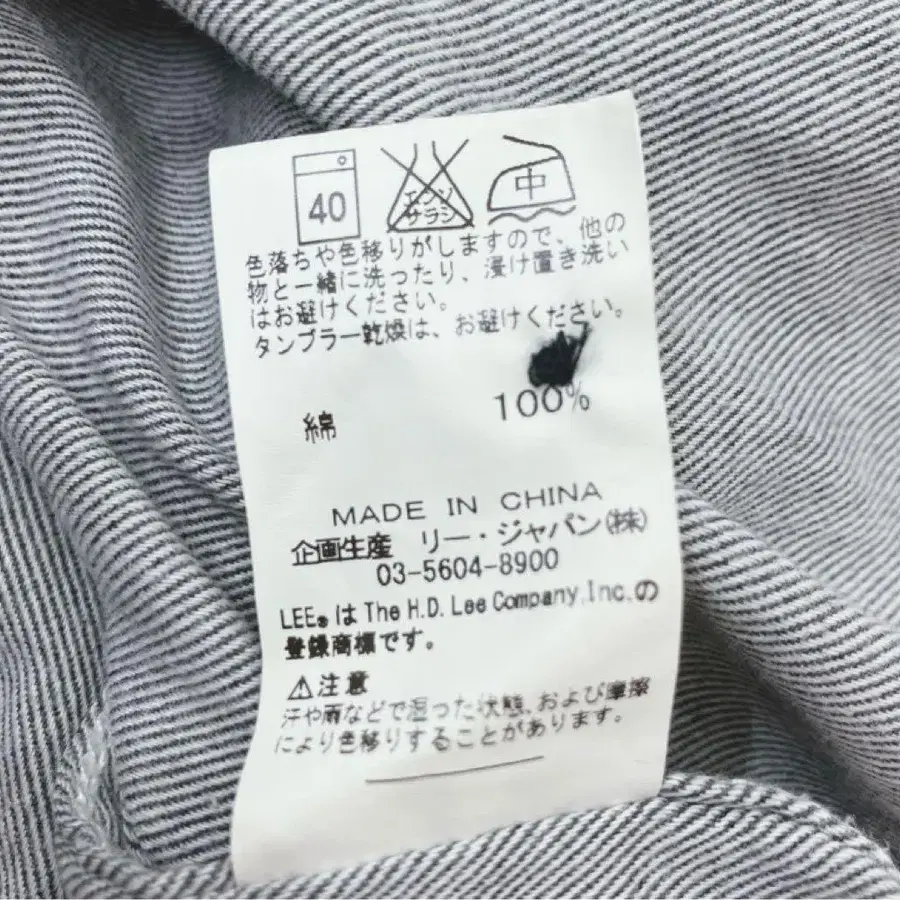 40
エンソ
サラシ
中
色落ちや色移りがしますので、他の
物と一緒に洗ったり、浸け置き洗い
はお避けください。
タンブラー乾燥は、お避けください。
綿 100%
MADE IN CHINA
企画生産 リー・ジャパン(株)
03-5604-8900
LEE®は The H.D. Lee Company,Inc.の
登録商標です。
⚠注意
汗や雨などで湿った状態、および摩擦
により色移りすることがあります。